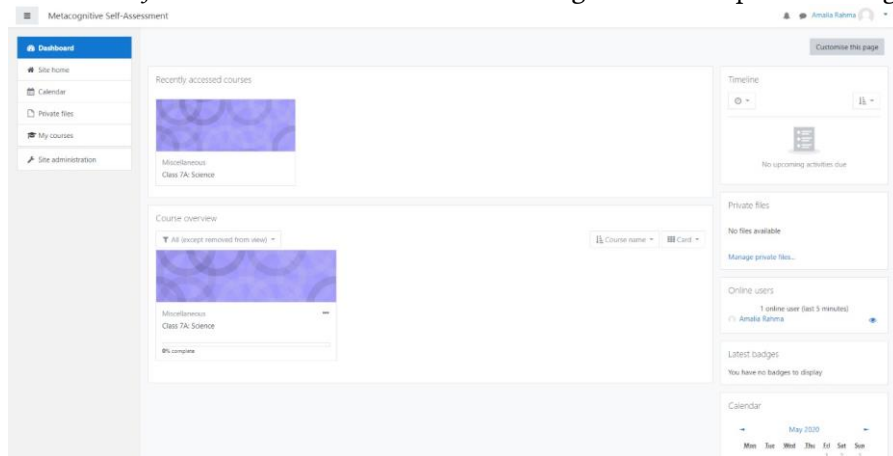 Metacognitive Self-Assessment
Amalia Rahma
Dashboard
Site home
Calendar
Private files
My courses
Site administration
Customise this page
Recently accessed courses
Miscellaneous
Class 7A: Science
Course overview
All (except removed from view)
Course name
Card
Miscellaneous
Class 7A: Science
0% complete
Timeline
No upcoming activities due
Private files
No files available
Manage private files...
Online users
1 online user (last 5 minutes)
Amalia Rahma
Latest badges
You have no badges to display
Calendar
May 2020
Mon Tue Wed Thu Fri Sat Sun